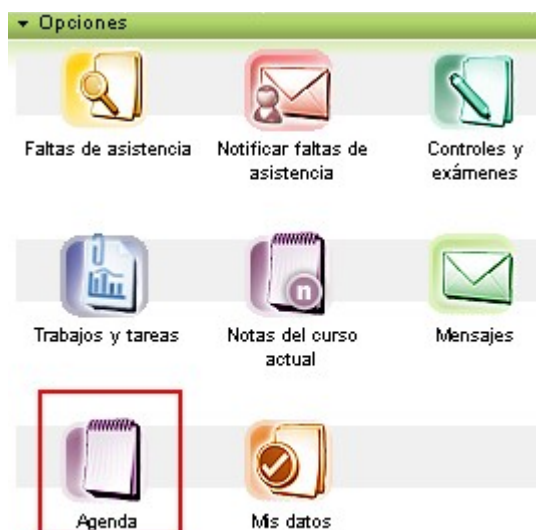 Opciones
Faltas de asistencia
Notificar faltas de
asistencia
Controles y
exámenes
Trabajos y tareas
Notas del curso
actual
n
Mensajes
Agenda
Mis datos